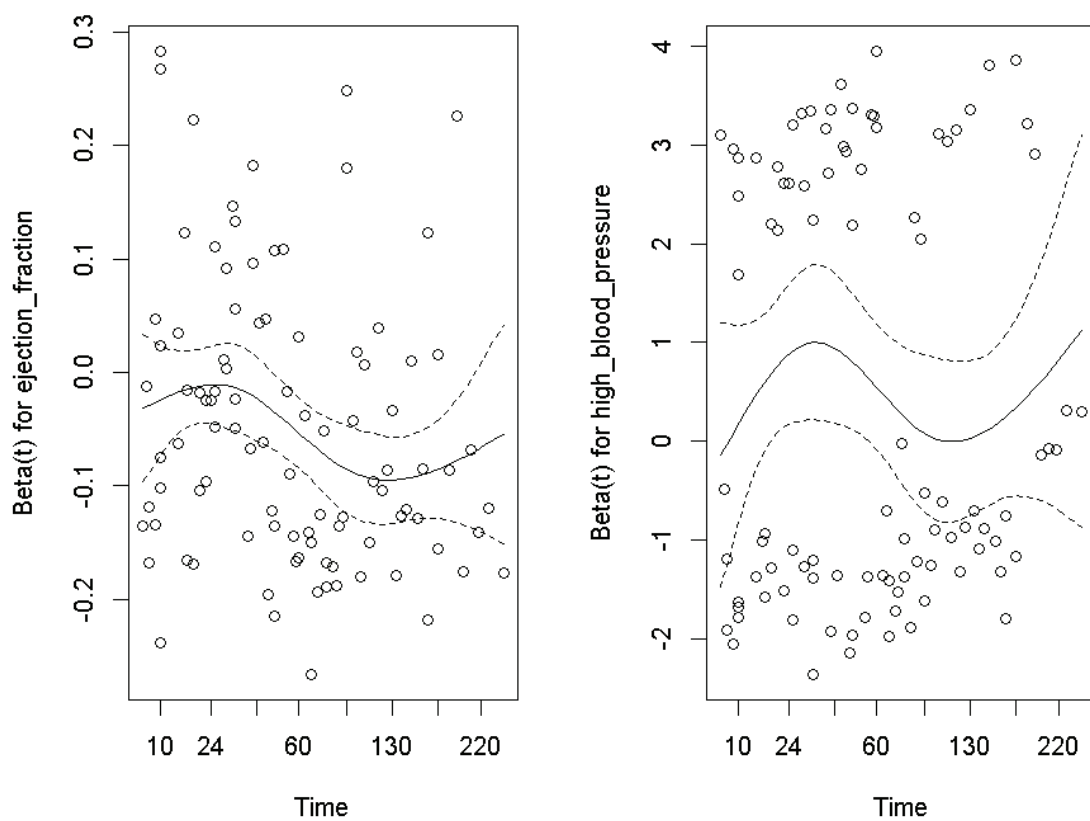 Beta(t) for ejection_fraction
0.3
0.2
0.1
0.0
-0.1
-0.2
10 24 60 130 220
Time
Beta(t) for high_blood_pressure
4
3
2
1
0
-1
-2
10 24 60 130 220
Time